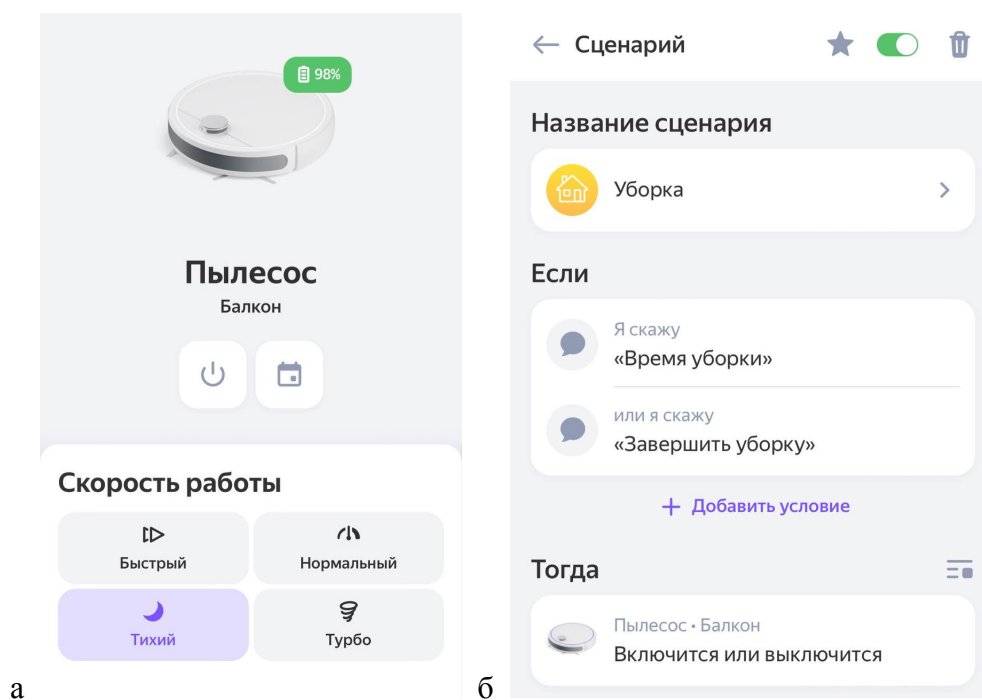 98%
Пылесос
Балкон
Скорость работы
Быстрый
Нормальный
Тихий
Турбо
а
Сценарий
Название сценария
Уборка
Если
Я скажу
«Время уборки»
или я скажу
«Завершить уборку»
+ Добавить условие
Тогда
Пылесос • Балкон
Включится или выключится
б